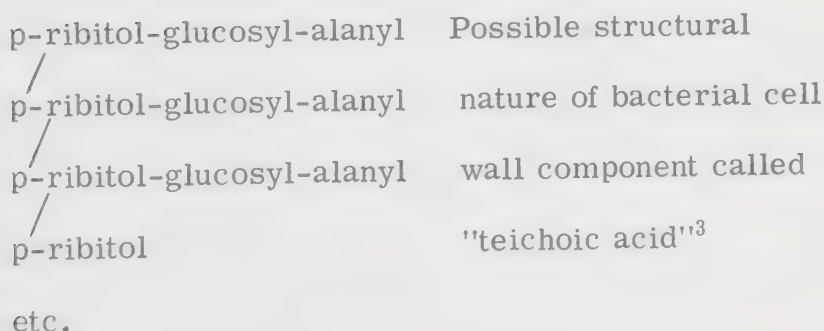 p-ribitol-glucosyl-alanyl Possible structural
p-ribitol-glucosyl-alanyl nature of bacterial cell
p-ribitol-glucosyl-alanyl wall component called
p-ribitol "teichoic acid"³
etc.